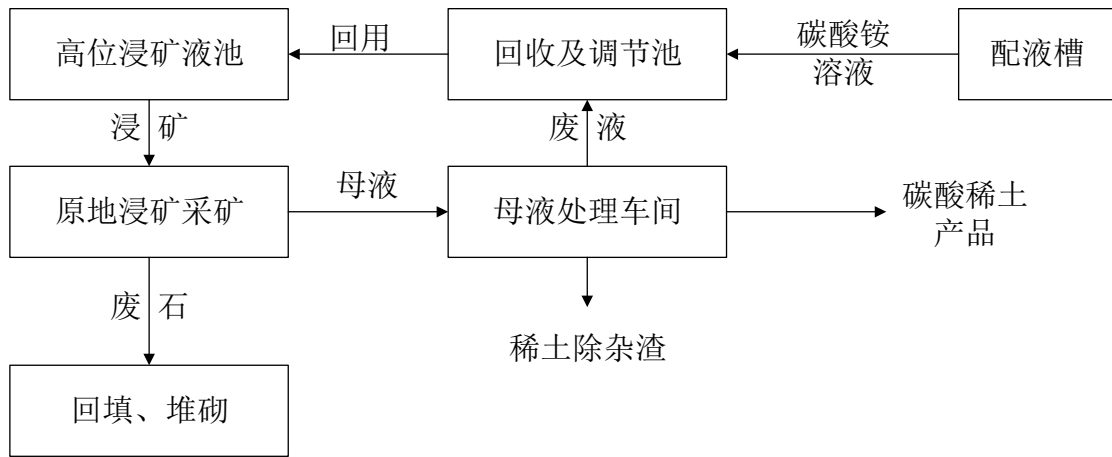 高位浸矿液池
回用
回收及调节池
碳酸铵
溶液
配液槽
浸矿
废液
原地浸矿采矿
母液
母液处理车间
碳酸稀土
产品
废石
稀土除杂渣
回填、堆砌